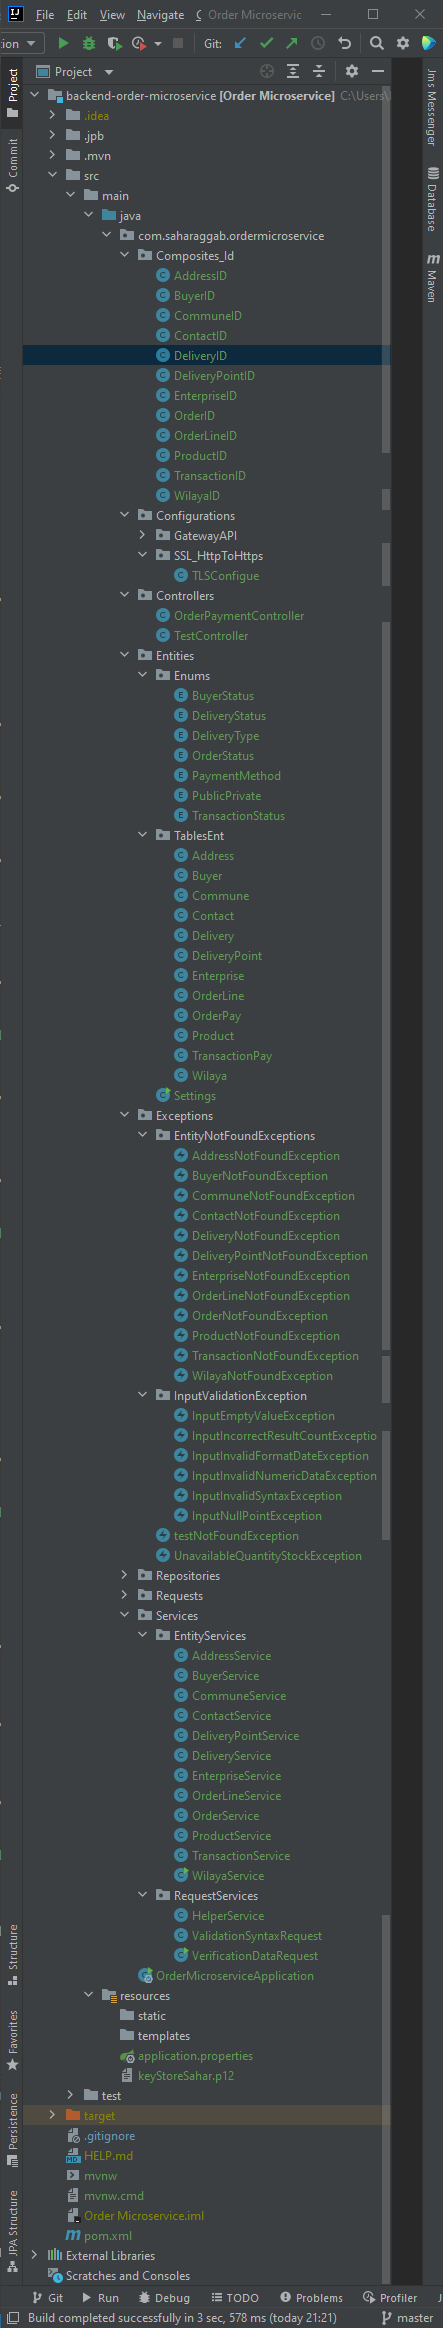 File Edit View Navigate C Order Microservic
ion Git:
Project
backend-order-microservice [Order Microservice] C:\Users\
.idea
.jpb
.mvn
src
main
java
com.saharaggab.ordermicroservice
Composites_Id
AddressID
BuyerID
CommuneID
ContactID
DeliveryID
DeliveryPointID
EnterpriseID
OrderID
OrderLineID
ProductID
TransactionID
WilayaID
Configurations
GatewayAPI
SSL_HttpToHttps
TLSConfigue
Controllers
OrderPaymentController
TestController
Entities
Enums
BuyerStatus
DeliveryStatus
DeliveryType
OrderStatus
PaymentMethod
PublicPrivate
TransactionStatus
TablesEnt
Address
Buyer
Commune
Contact
Delivery
DeliveryPoint
Enterprise
OrderLine
OrderPay
Product
TransactionPay
Wilaya
Settings
Exceptions
EntityNotFoundExceptions
AddressNotFoundException
BuyerNotFoundException
CommuneNotFoundException
ContactNotFoundException
DeliveryNotFoundException
DeliveryPointNotFoundException
EnterpriseNotFoundException
OrderLineNotFoundException
OrderNotFoundException
ProductNotFoundException
TransactionNotFoundException
WilayaNotFoundException
InputValidationException
InputEmptyValueException
InputIncorrectResultCountExceptio
InputInvalidFormatDateException
InputInvalidNumericDataException
InputInvalidSyntaxException
InputNullPointException
testNotFoundException
UnavailableQuantityStockException
Repositories
Requests
Services
EntityServices
AddressService
BuyerService
CommuneService
ContactService
DeliveryPointService
DeliveryService
EnterpriseService
OrderLineService
OrderService
ProductService
TransactionService
WilayaService
RequestServices
HelperService
ValidationSyntaxRequest
VerificationDataRequest
OrderMicroserviceApplication
resources
static
templates
application.properties
keyStoreSahar.p12
test
target
.gitignore
HELP.md
mvnw
mvnw.cmd
Order Microservice.iml
pom.xml
External Libraries
Scratches and Consoles
Project
Commit
Structure
Favorites
Persistence
JPA Structure
Jms Messenger
Database
Maven
Git Run Debug TODO Problems Profiler J
Build completed successfully in 3 sec, 578 ms (today 21:21) master